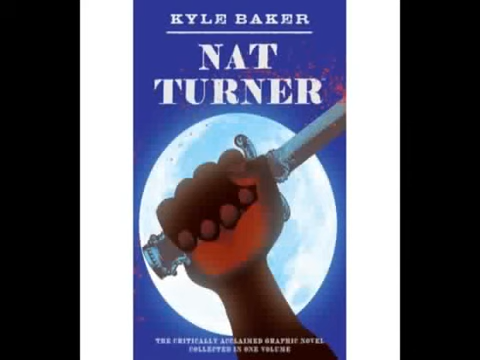 KYLE BAKER
NAT
TURNER
THE CRITICALLY ACCLAIMED GRAPHIC NOVEL
COLLECTED IN ONE VOLUME